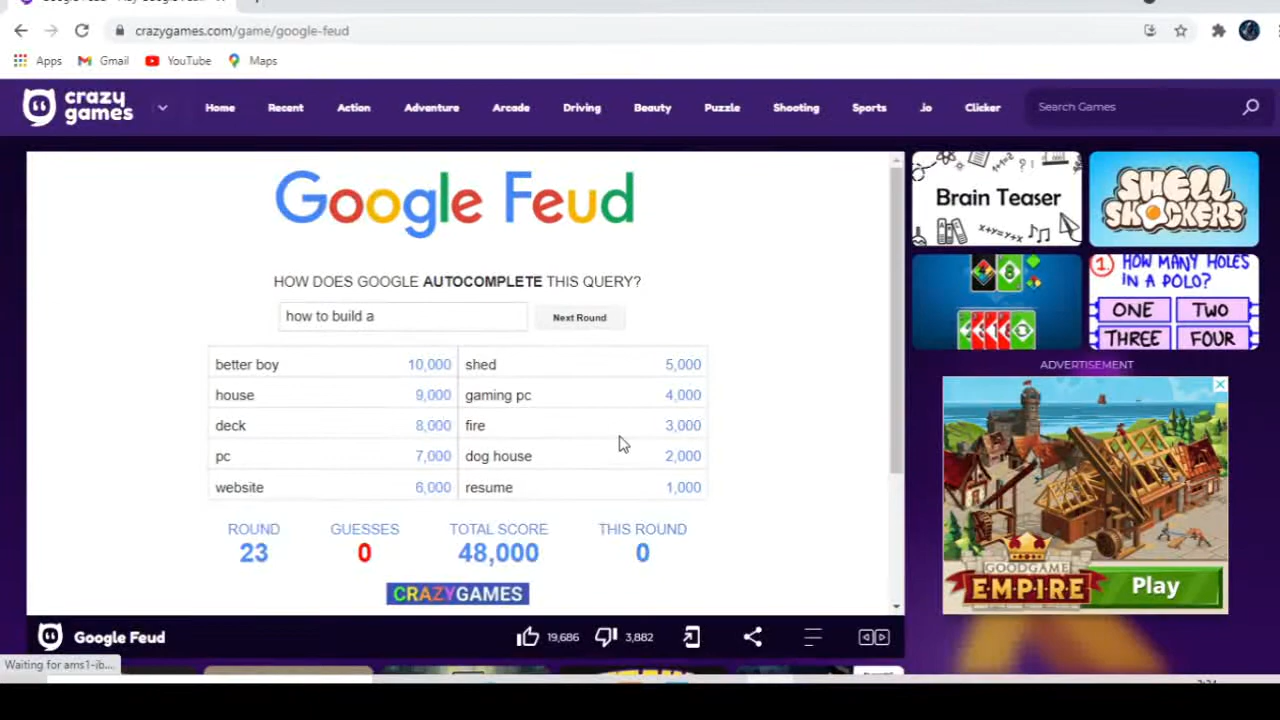 crazygames.com/game/google-feud
Apps Gmail YouTube Maps
crazy games Home Recent Action Adventure Arcade Driving Beauty Puzzle Shooting Sports .io Clicker Search Games
Google Feud
HOW DOES GOOGLE AUTOCOMPLETE THIS QUERY?
how to build a Next Round
better boy 10,000 shed 5,000
house 9,000 gaming pc 4,000
deck 8,000 fire 3,000
pc 7,000 dog house 2,000
website 6,000 resume 1,000
ROUND GUESSES TOTAL SCORE THIS ROUND
23 0 48,000 0
CRAZYGAMES
Google Feud 19,686 3,882
Brain Teaser
x+y=y+x
SHELL
SHOCKERS
1. HOW MANY HOLES
IN A POLO?
ONE TWO
THREE FOUR
ADVERTISEMENT
GOODGAME
EMPIRE Play
Waiting for ams1-ib...